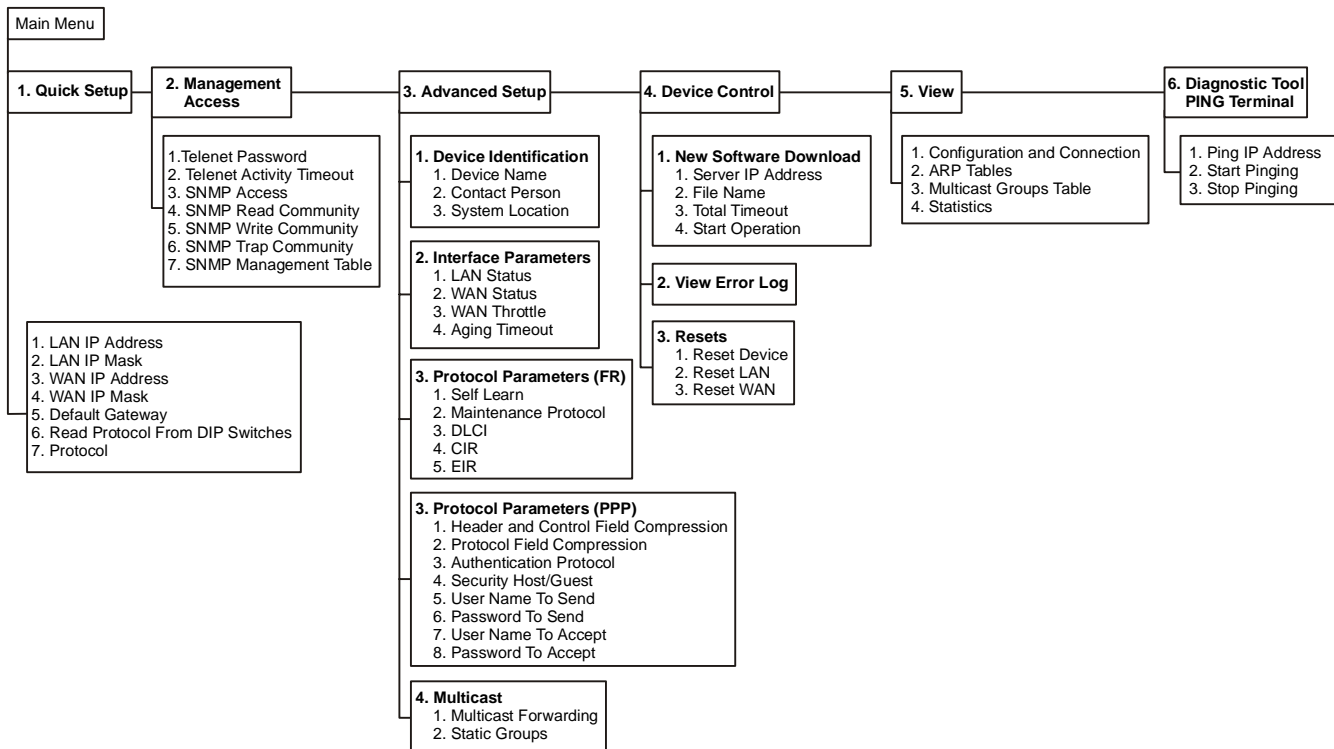 Main Menu
1. Quick Setup
2. Management
Access
3. Advanced Setup
4. Device Control
5. View
6. Diagnostic Tool
PING Terminal
1.Telenet Password
2. Telenet Activity Timeout
3. SNMP Access
4. SNMP Read Community
5. SNMP Write Community
6. SNMP Trap Community
7. SNMP Management Table
1. LAN IP Address
2. LAN IP Mask
3. WAN IP Address
4. WAN IP Mask
5. Default Gateway
6. Read Protocol From DIP Switches
7. Protocol
1. Device Identification
1. Device Name
2. Contact Person
3. System Location
2. Interface Parameters
1. LAN Status
2. WAN Status
3. WAN Throttle
4. Aging Timeout
3. Protocol Parameters (FR)
1. Self Learn
2. Maintenance Protocol
3. DLCI
4. CIR
5. EIR
3. Protocol Parameters (PPP)
1. Header and Control Field Compression
2. Protocol Field Compression
3. Authentication Protocol
4. Security Host/Guest
5. User Name To Send
6. Password To Send
7. User Name To Accept
8. Password To Accept
4. Multicast
1. Multicast Forwarding
2. Static Groups
1. New Software Download
1. Server IP Address
2. File Name
3. Total Timeout
4. Start Operation
2. View Error Log
3. Resets
1. Reset Device
2. Reset LAN
3. Reset WAN
1. Configuration and Connection
2. ARP Tables
3. Multicast Groups Table
4. Statistics
1. Ping IP Address
2. Start Pinging
3. Stop Pinging